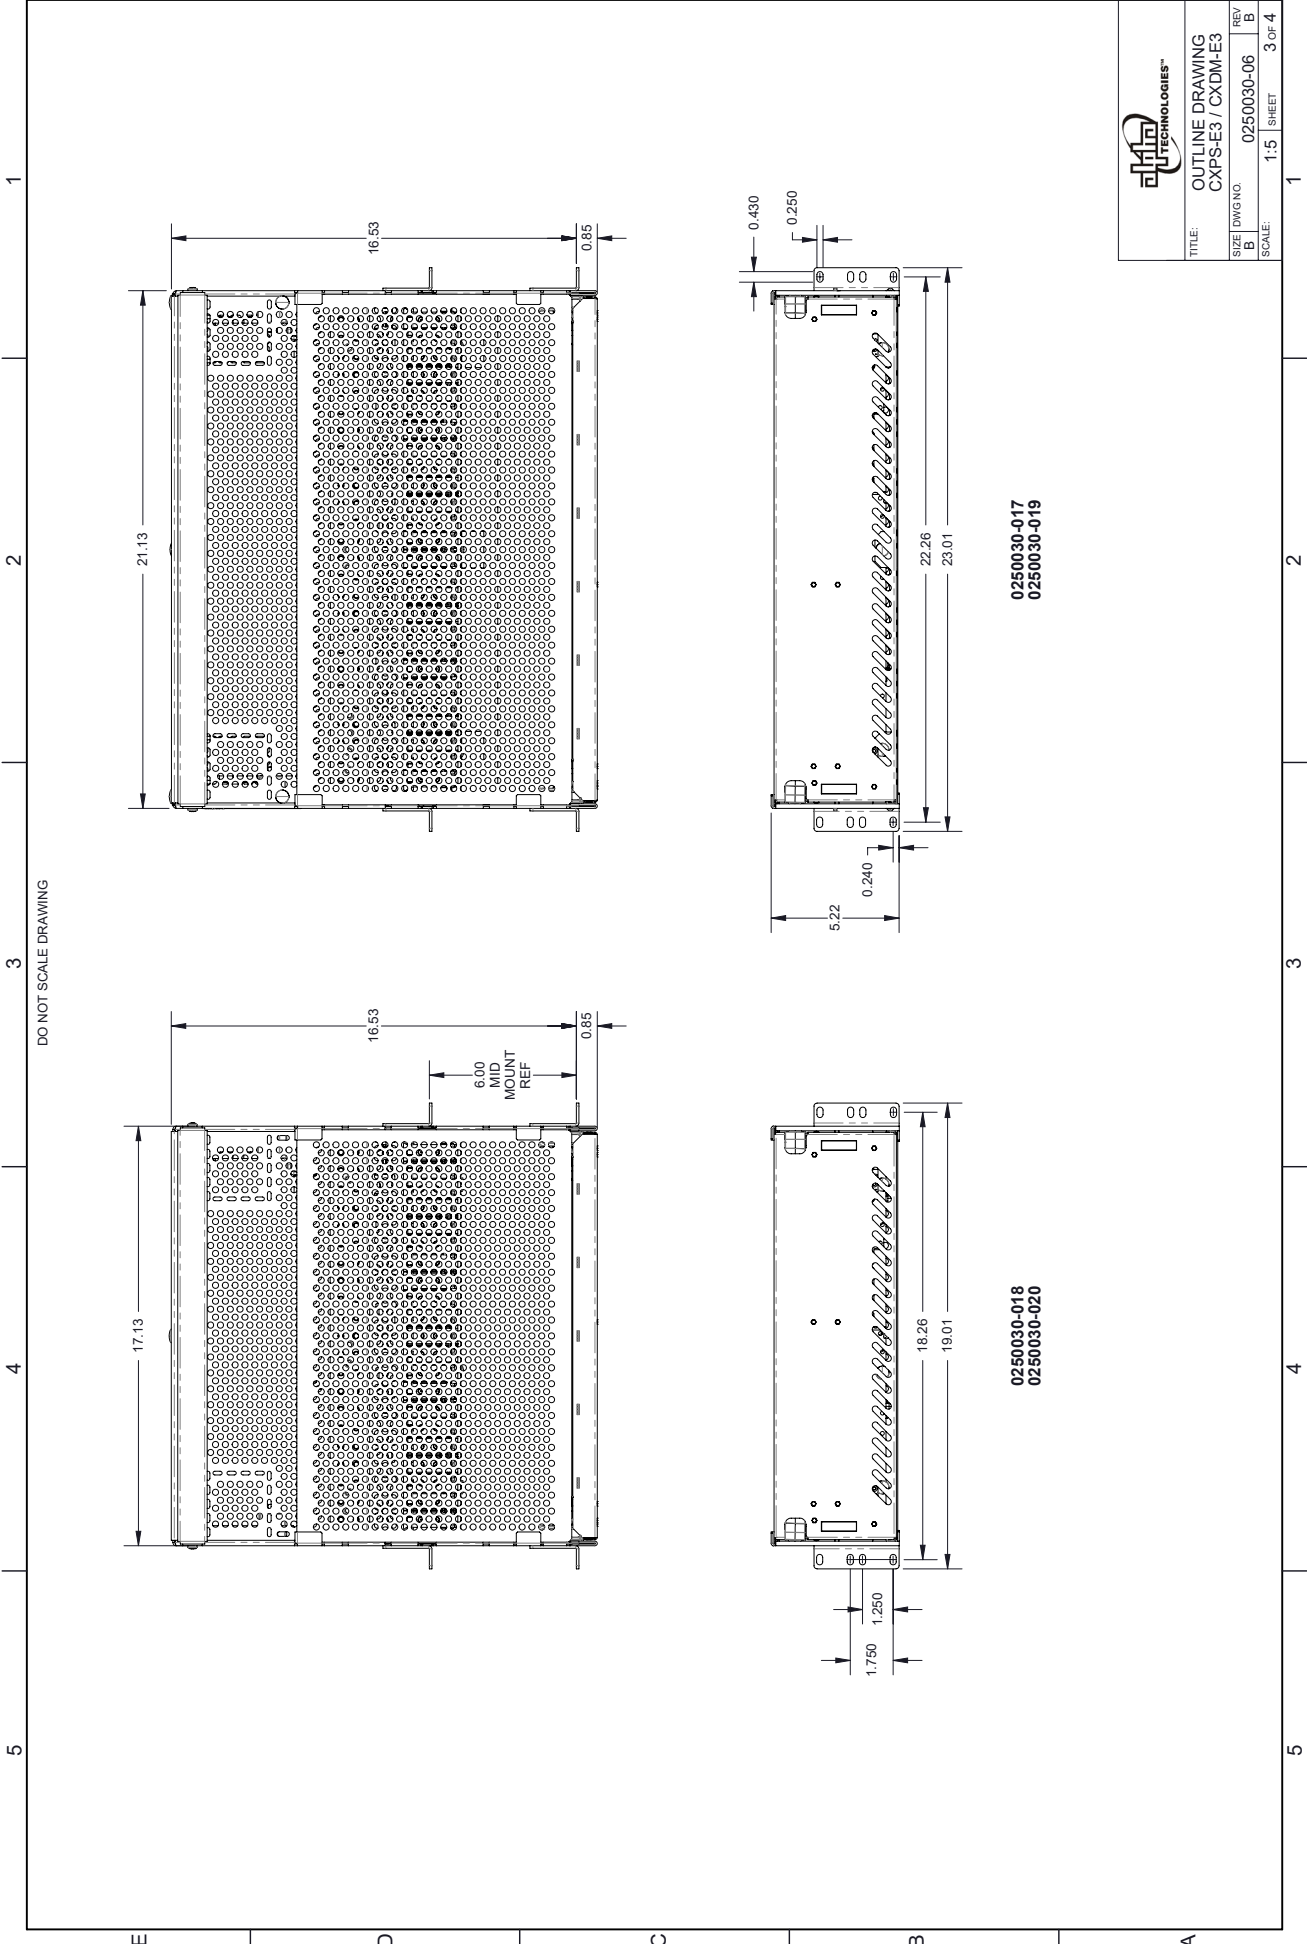 5
4
3
2
1
DO NOT SCALE DRAWING
E
D
C
B
A
17.13
16.53
0.85
6.00
MID
MOUNT
REF
21.13
16.53
0.85
1.750
1.250
18.26
19.01
0250030-018
0250030-020
5.22
0.240
0.430
0.250
22.26
23.01
0250030-017
0250030-019
TECHNOLOGIES™
TITLE:
OUTLINE DRAWING
CXPS-E3 / CXDM-E3
SIZE DWG NO. REV
B 0250030-06 B
SCALE: 1:5 SHEET 3 OF 4
5
4
3
2
1